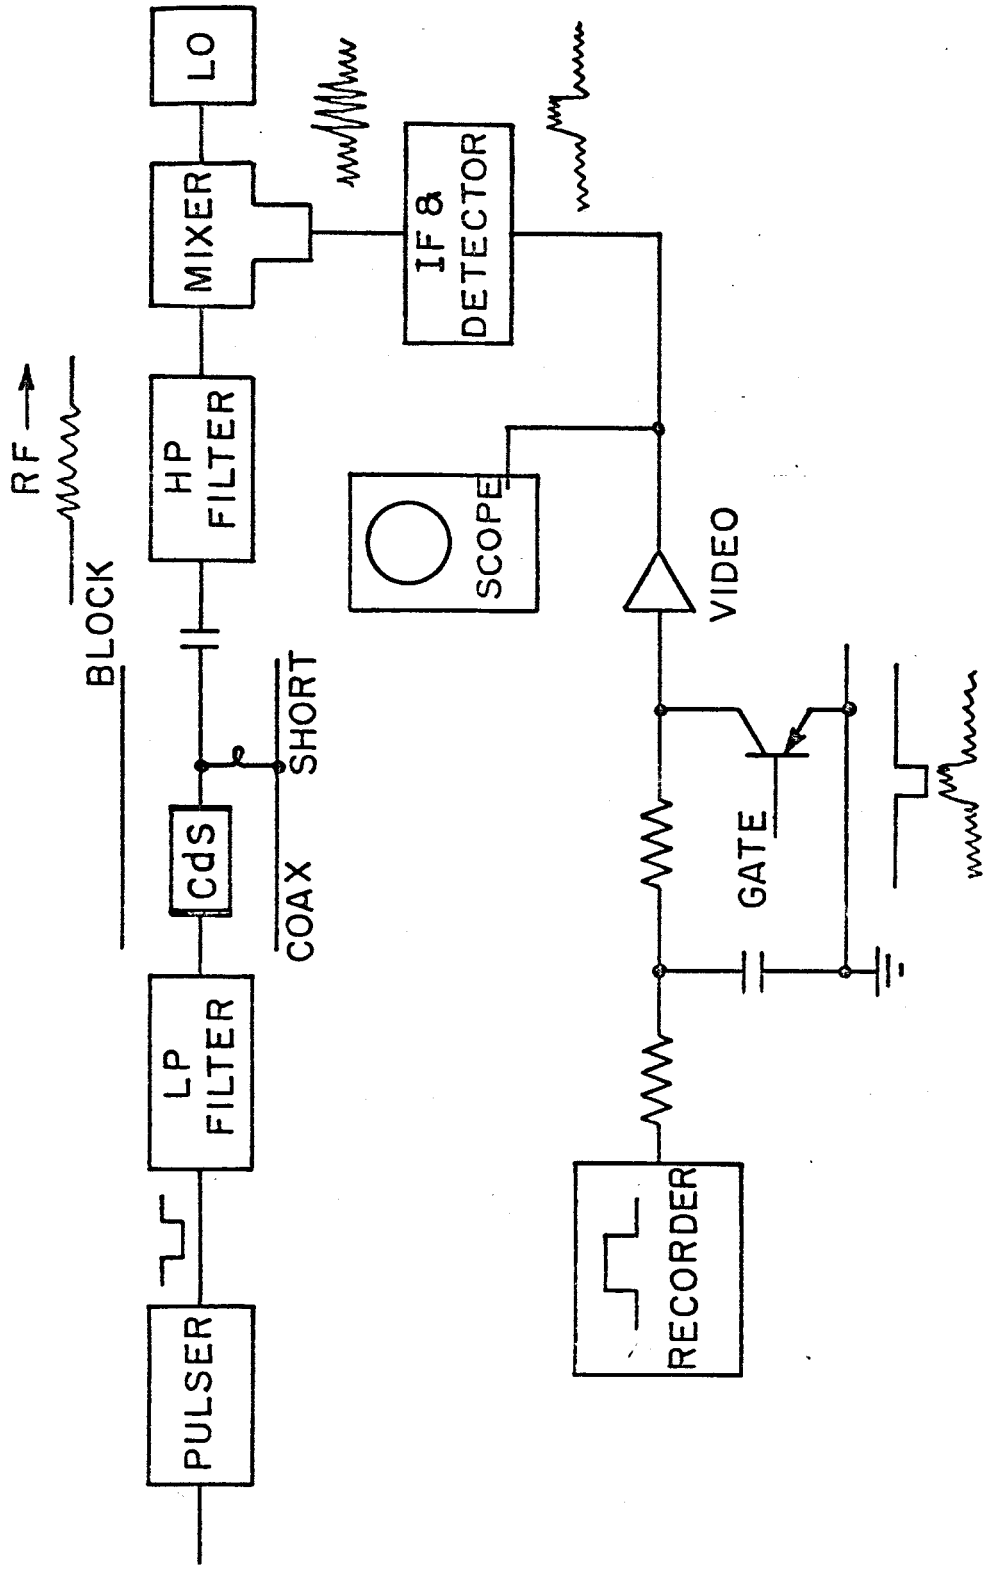 RF
BLOCK
PULSER
LP
FILTER
CdS
COAX
SHORT
HP
FILTER
MIXER
LO
IF &
DETECTOR
SCOPE
VIDEO
GATE
RECORDER